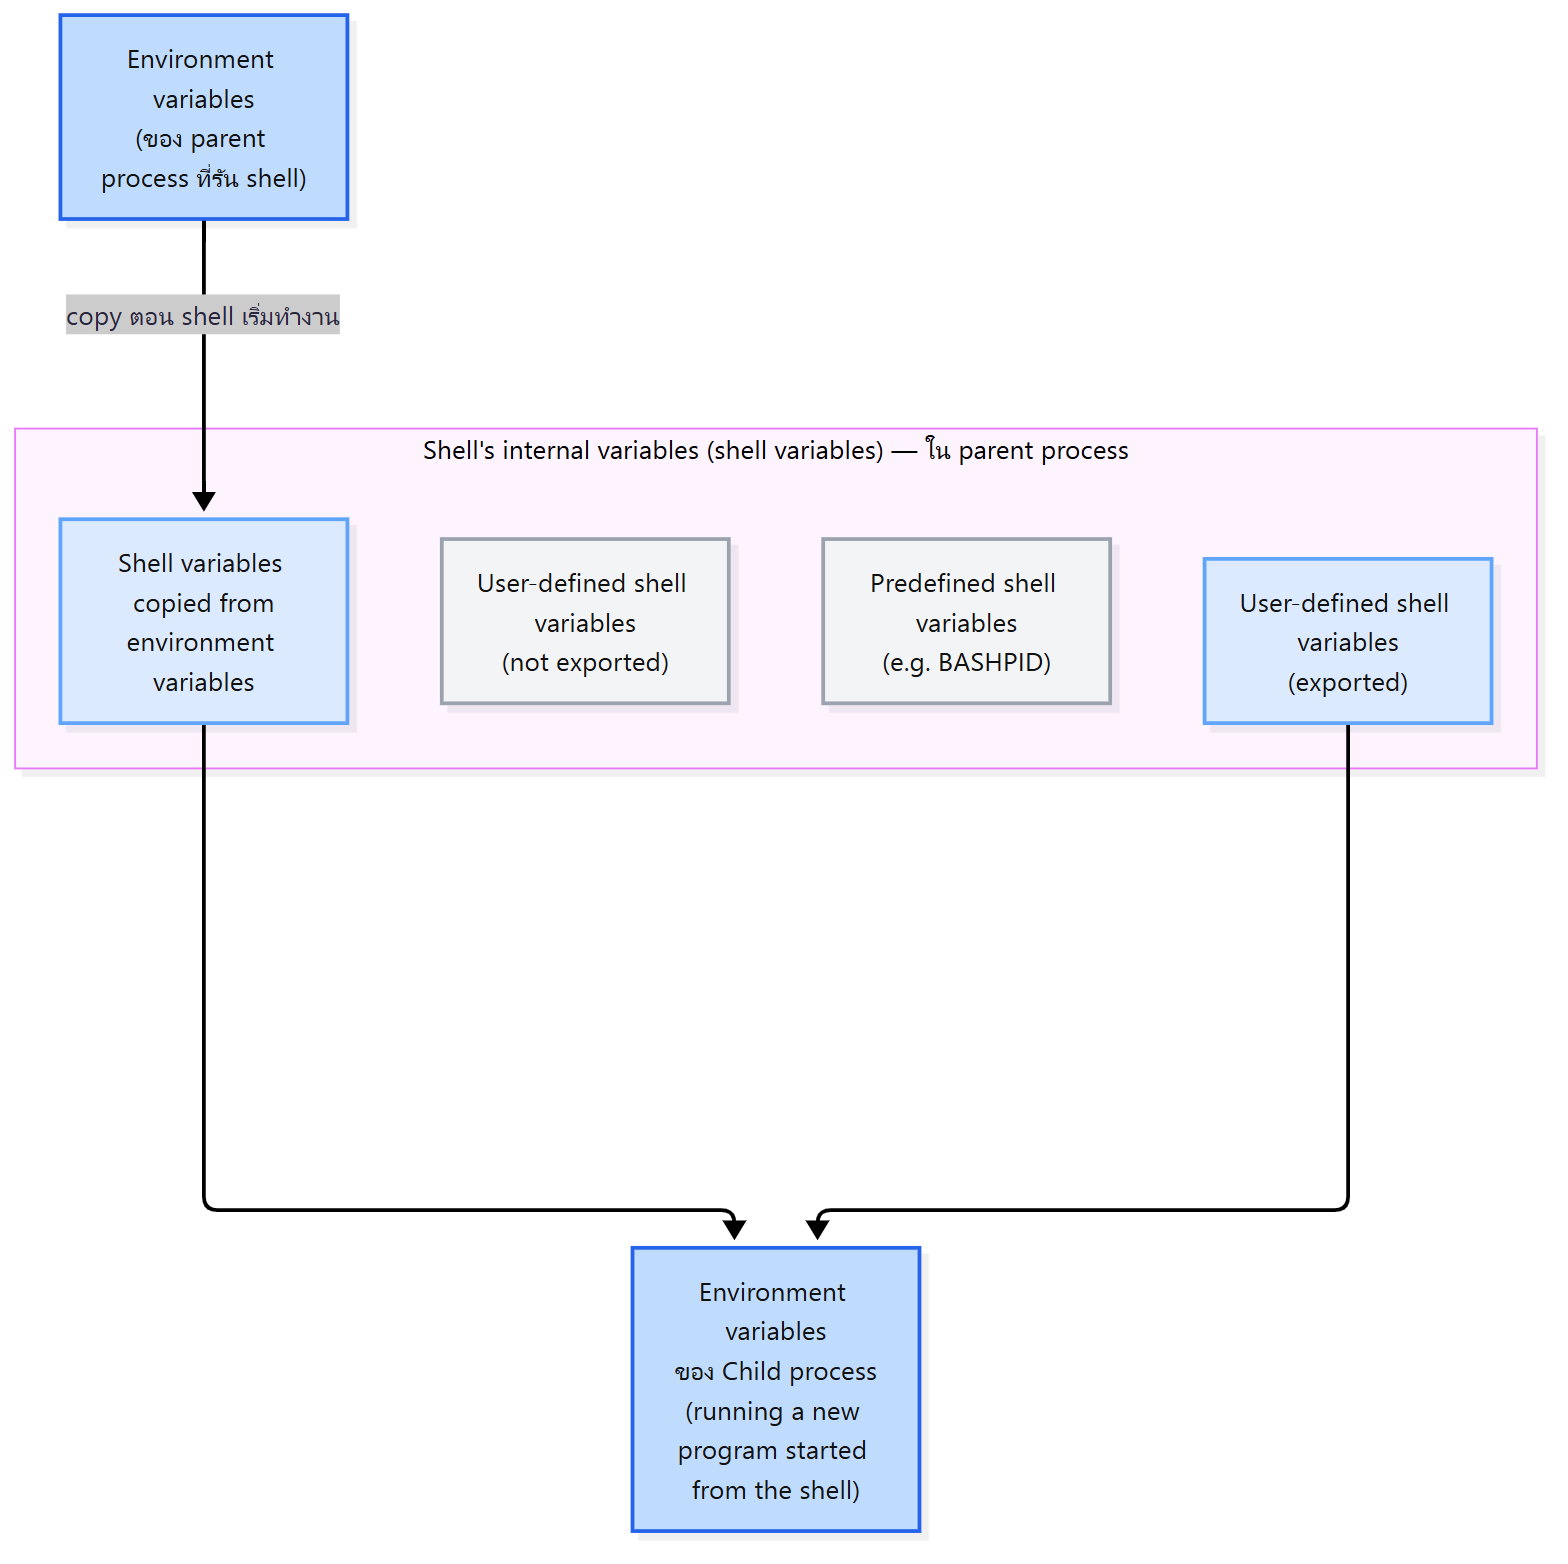 Environment
variables
(ของ parent
process ที่รัน shell)
copy ตอน shell เริ่มทำงาน
Shell's internal variables (shell variables) — ใน parent process
Shell variables
copied from
environment
variables
User-defined shell
variables
(not exported)
Predefined shell
variables
(e.g. BASHPID)
User-defined shell
variables
(exported)
Environment
variables
ของ Child process
(running a new
program started
from the shell)